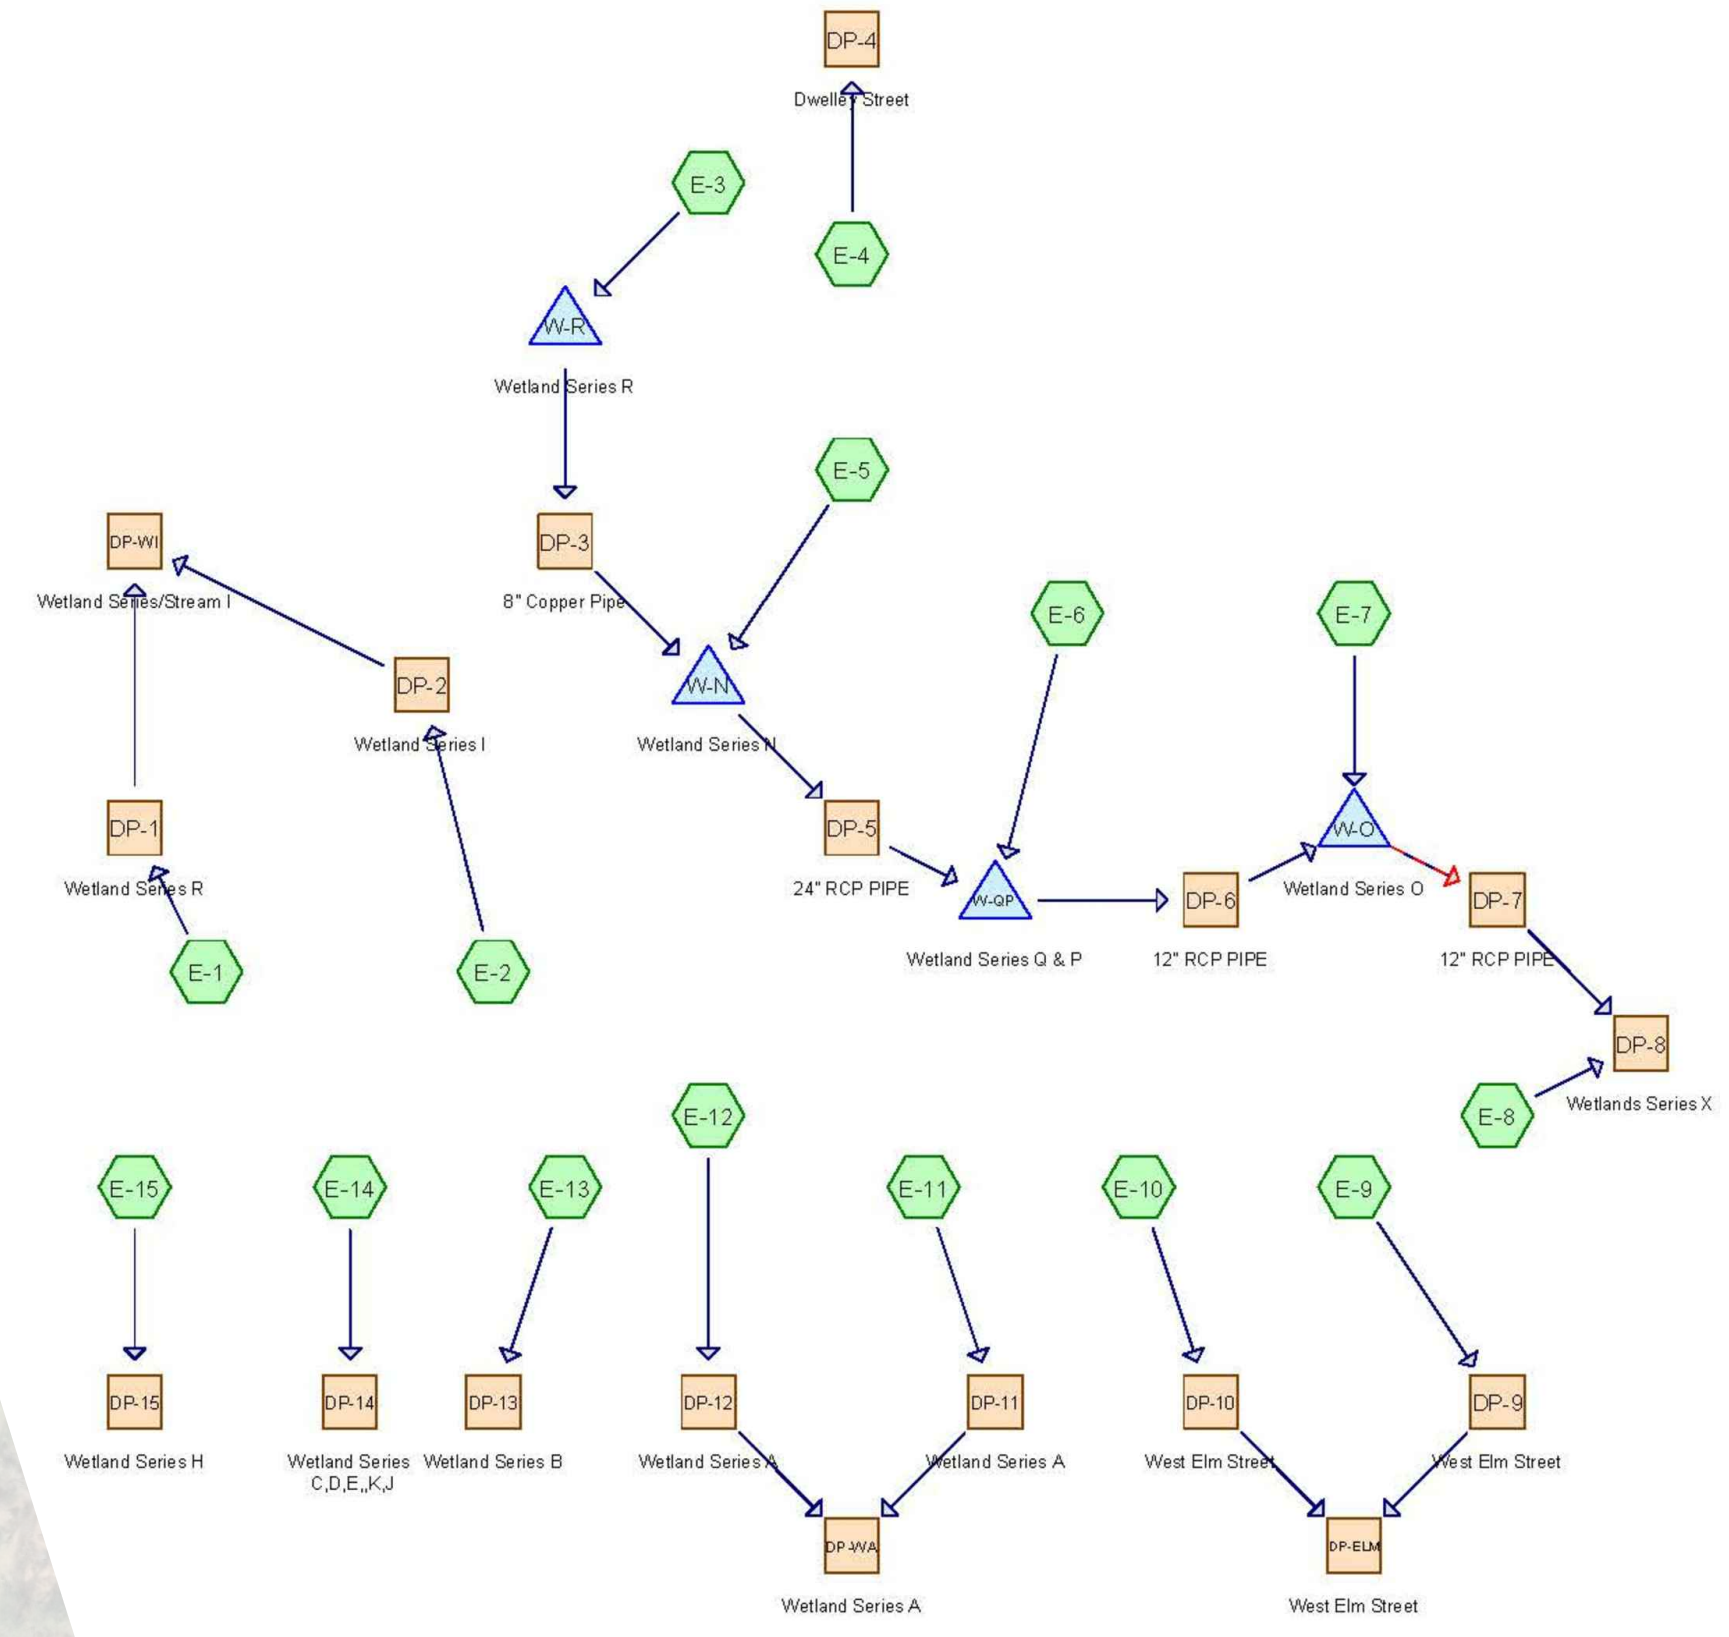 DP-4
Dwelley Street
E-3
E-4
W-R
Wetland Series R
E-5
DP-WI
DP-3
Wetland Series/Stream I
8" Copper Pipe
E-6
E-7
DP-2
W-N
Wetland Series I
Wetland Series N
DP-1
DP-5
W-O
Wetland Series R
24" RCP PIPE
Wetland Series O
W-QP
DP-6
DP-7
Wetland Series Q & P
12" RCP PIPE
12" RCP PIPE
E-1
E-2
DP-8
Wetlands Series X
E-8
E-12
E-15
E-14
E-13
E-11
E-10
E-9
DP-15
DP-14
DP-13
DP-12
DP-11
DP-10
DP-9
Wetland Series H
Wetland Series
C,D,E,,K,J
Wetland Series B
Wetland Series A
Wetland Series A
West Elm Street
West Elm Street
DP-WA
DP-ELM
Wetland Series A
West Elm Street